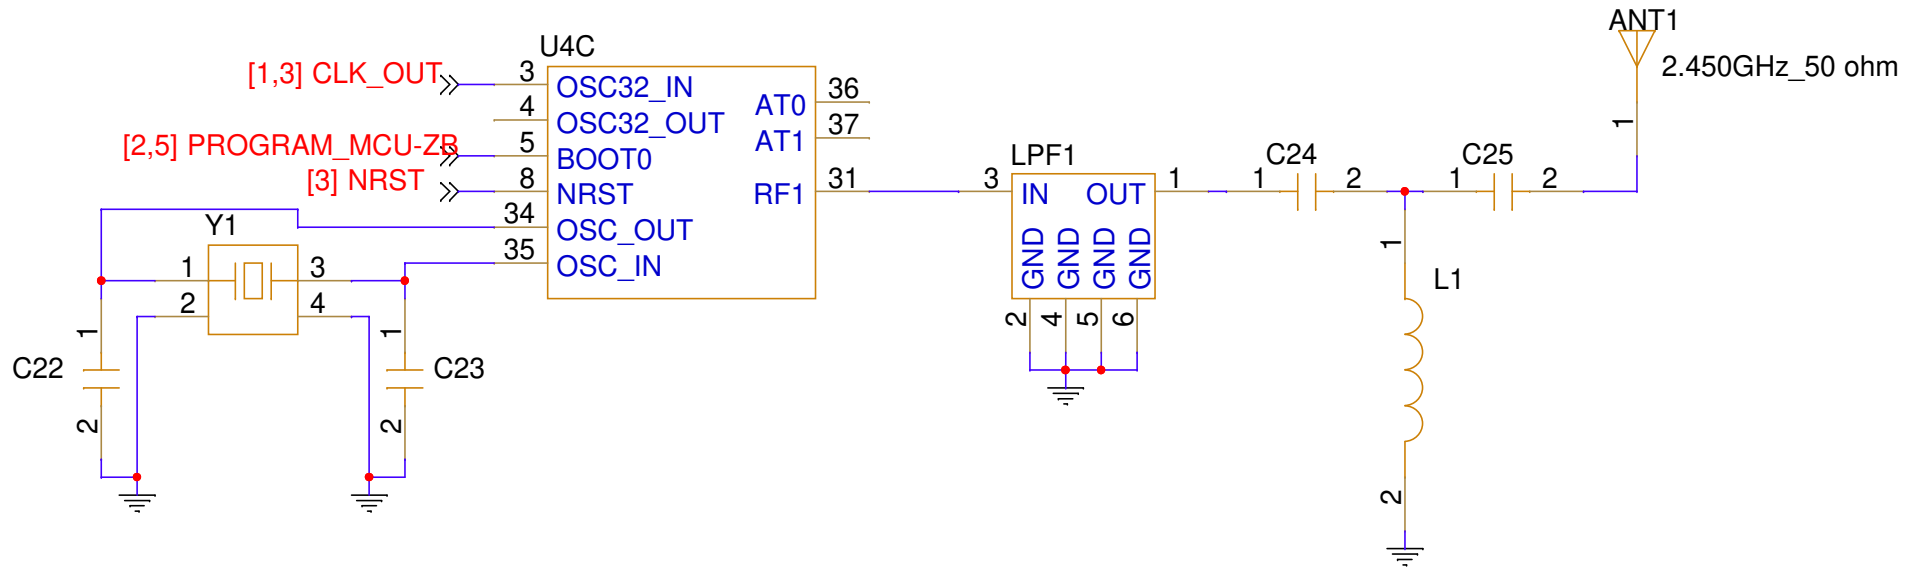 ANT1
2.450GHz_50 ohm
1
U4C
[1,3] CLK_OUT
3
OSC32_IN
4
OSC32_OUT
[2,5] PROGRAM_MCU-ZB
5
BOOT0
[3] NRST
8
NRST
34
OSC_OUT
35
OSC_IN
AT0
36
AT1
37
RF1
31
LPF1
3
IN
OUT
1
GND
GND
GND
GND
2
4
5
6
C24
1
2
C25
1
2
1
L1
2
Y1
1
3
2
4
1
C22
2
1
C23
2